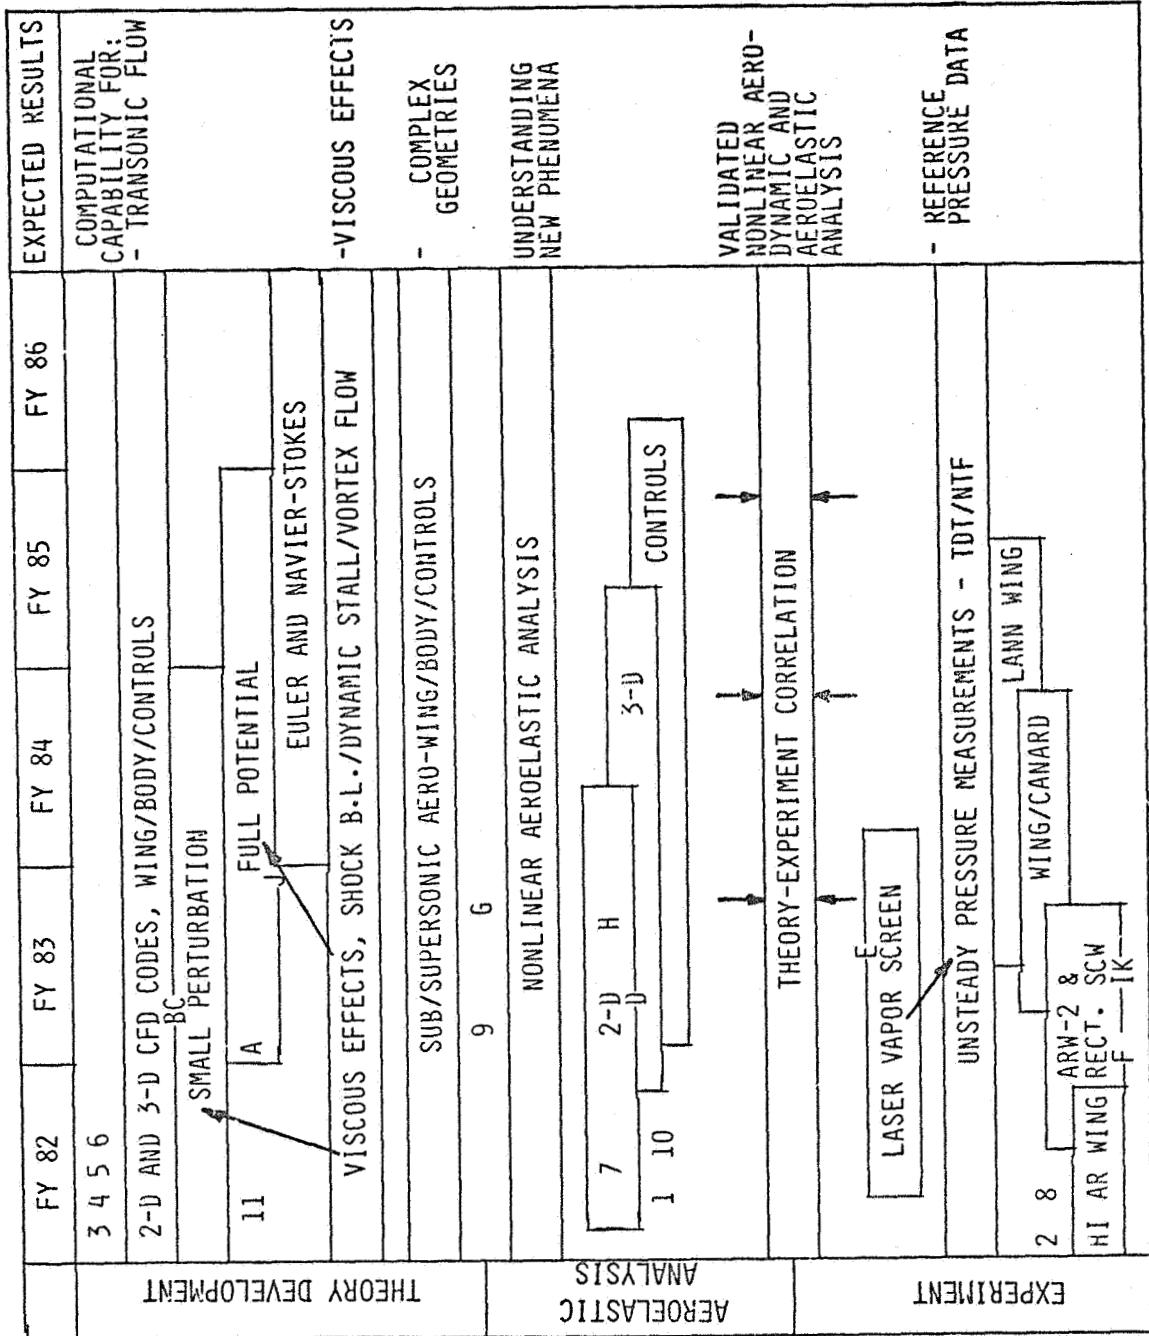 FY 82
FY 83
FY 84
FY 85
FY 86
EXPECTED RESULTS
THEORY DEVELOPMENT
3 4 5 6
2-D AND 3-D CFD CODES, WING/BODY/CONTROLS
BC
SMALL PERTURBATION
11
A
J
FULL POTENTIAL
EULER AND NAVIER-STOKES
VISCOUS EFFECTS, SHOCK B.L./DYNAMIC STALL/VORTEX FLOW
SUB/SUPERSONIC AERO-WING/BODY/CONTROLS
9
G
COMPUTATIONAL
CAPABILITY FOR:
- TRANSONIC FLOW
-VISCOUS EFFECTS
- COMPLEX
GEOMETRIES
AEROELASTIC
ANALYSIS
NONLINEAR AEROELASTIC ANALYSIS
7
2-D
H
D
3-D
1 10
CONTROLS
UNDERSTANDING
NEW PHENOMENA
THEORY-EXPERIMENT CORRELATION
VALIDATED
NONLINEAR AERO-
DYNAMIC AND
AEROELASTIC
ANALYSIS
EXPERIMENT
E
LASER VAPOR SCREEN
UNSTEADY PRESSURE MEASUREMENTS - TDT/NTF
2 8
LANN WING
WING/CANARD
ARW-2 &
RECT. SCW
HI AR WING
F
IK
- REFERENCE
PRESSURE DATA